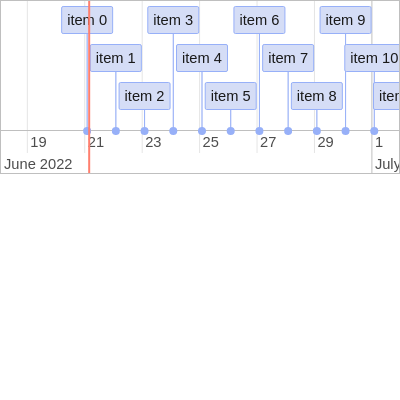 item 0 item 3 item 6 item 9
item 1 item 4 item 7 item 10
item 2 item 5 item 8
19 21 23 25 27 29 1
June 2022 July